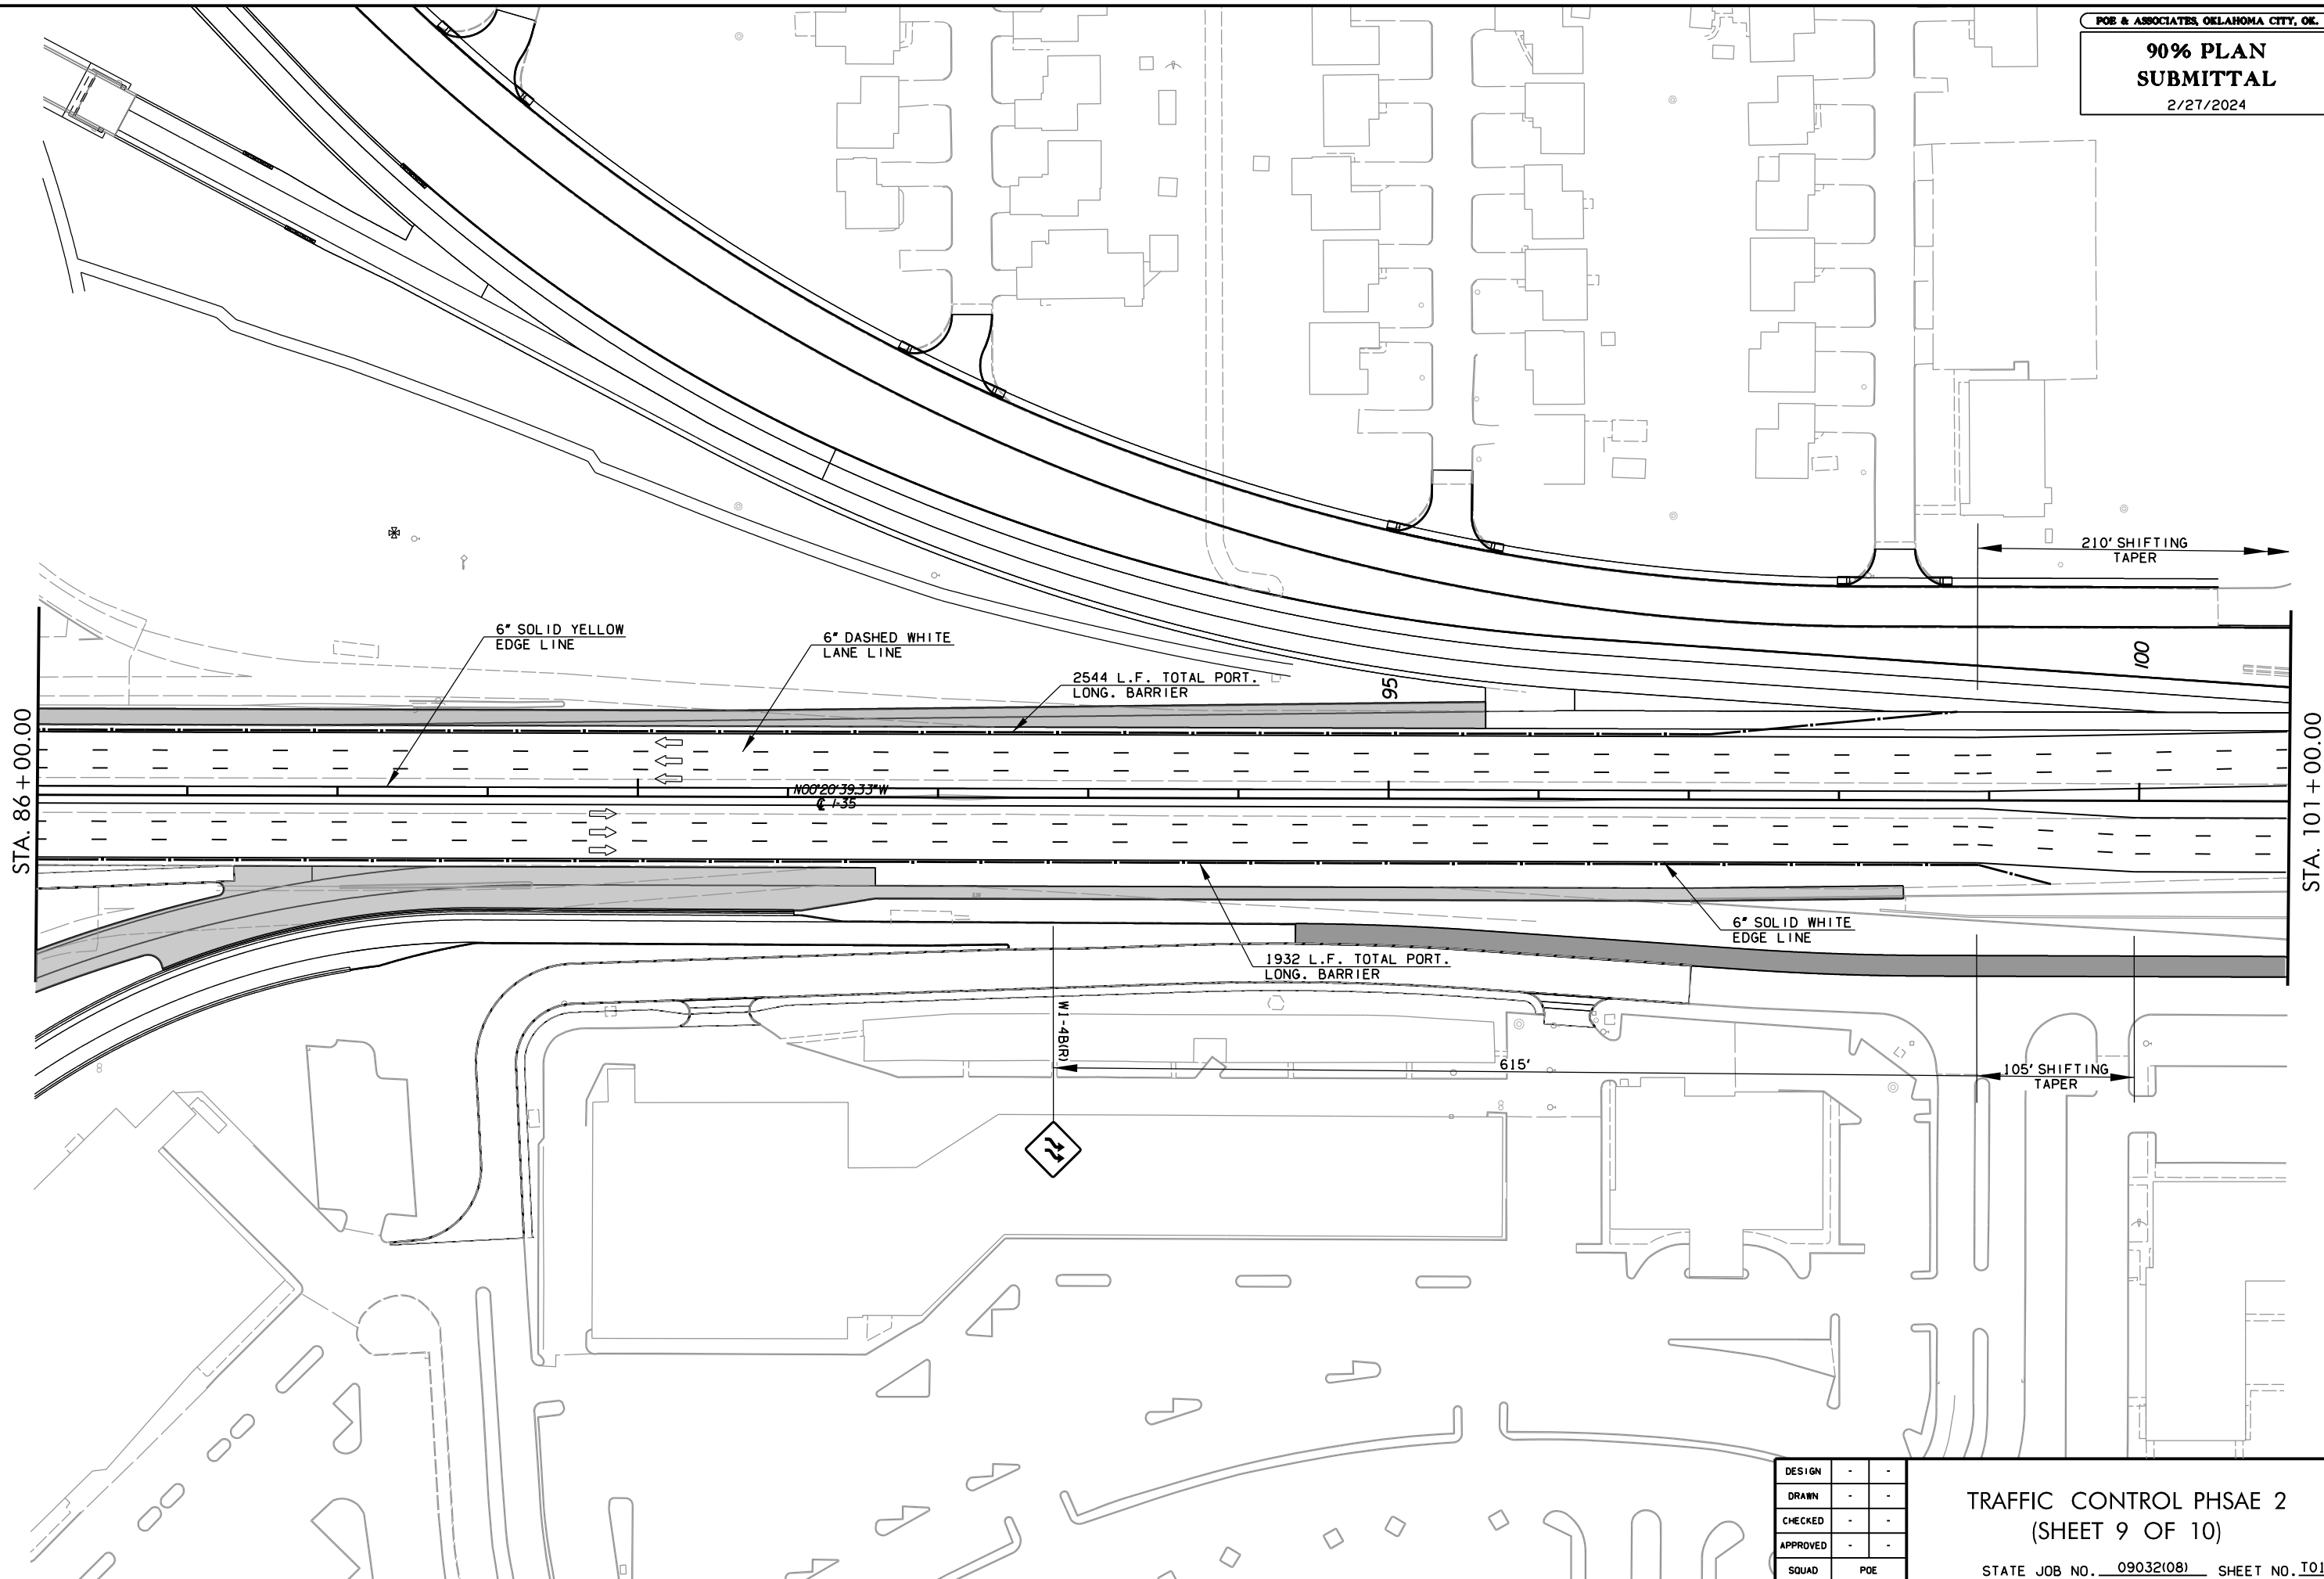 POE & ASSOCIATES, OKLAHOMA CITY, OK.
90% PLAN
SUBMITTAL
2/27/2024
210' SHIFTING
TAPER
6" SOLID YELLOW
EDGE LINE
6" DASHED WHITE
LANE LINE
2544 L.F. TOTAL PORT.
LONG. BARRIER
95
100
STA. 86+00.00
STA. 101+00.00
N00°20'39.33"W
℄ I-35
6" SOLID WHITE
EDGE LINE
1932 L.F. TOTAL PORT.
LONG. BARRIER
W1-4B(R)
615'
105' SHIFTING
TAPER
DESIGN - -
DRAWN - -
CHECKED - -
APPROVED - -
SQUAD POE
TRAFFIC CONTROL PHSAE 2
(SHEET 9 OF 10)
STATE JOB NO. 09032(08) SHEET NO. T01